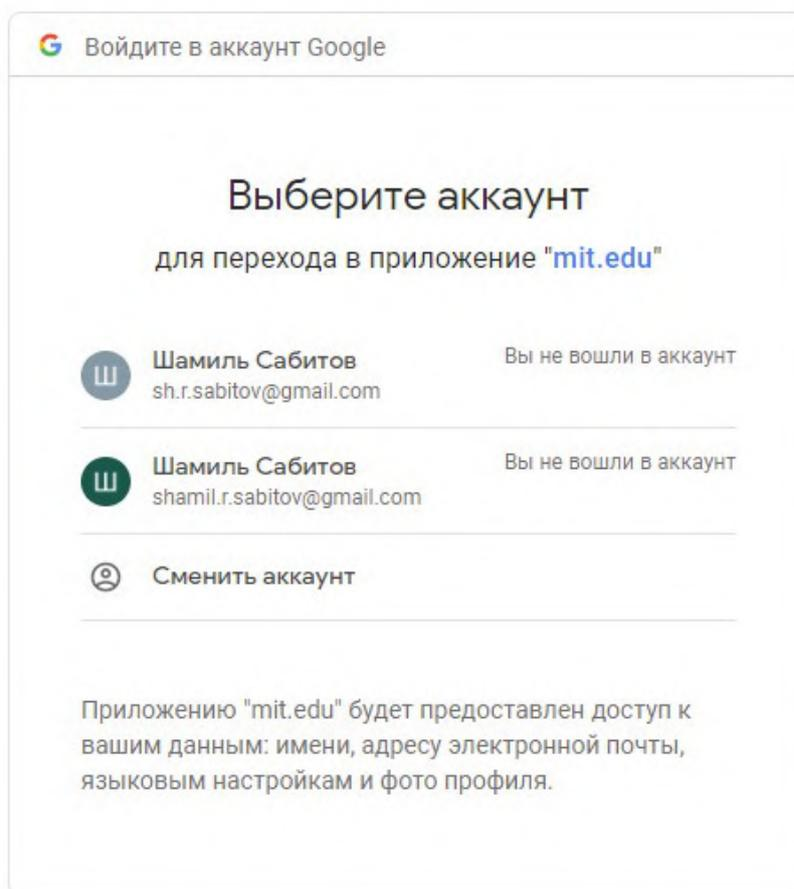 Войдите в аккаунт Google
Выберите аккаунт
для перехода в приложение "mit.edu"
Шамиль Сабитов
Вы не вошли в аккаунт
sh.r.sabitov@gmail.com
Шамиль Сабитов
Вы не вошли в аккаунт
shamil.r.sabitov@gmail.com
Сменить аккаунт
Приложению "mit.edu" будет предоставлен доступ к
вашим данным: имени, адресу электронной почты,
языковым настройкам и фото профиля.